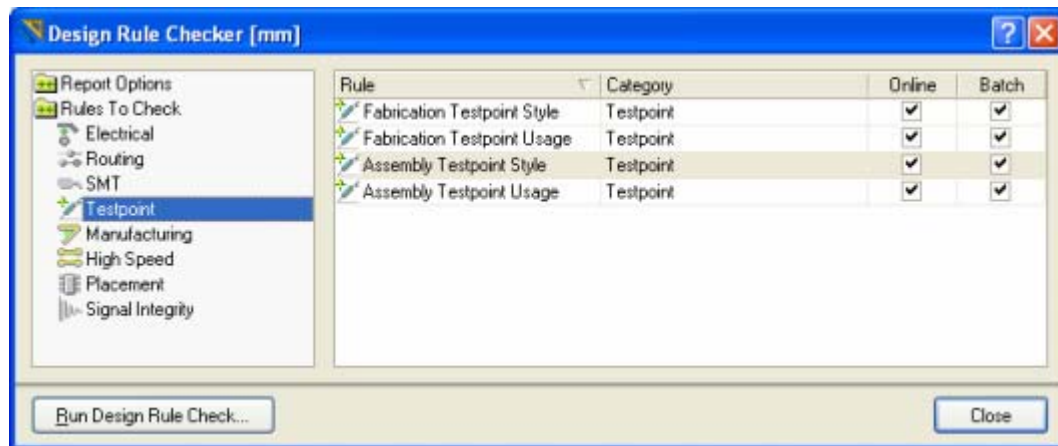 Design Rule Checker [mm]
Report Options
Rules To Check
Electrical
Routing
SMT
Testpoint
Manufacturing
High Speed
Placement
Signal Integrity
Rule Category Online Batch
Fabrication Testpoint Style Testpoint
Fabrication Testpoint Usage Testpoint
Assembly Testpoint Style Testpoint
Assembly Testpoint Usage Testpoint
Run Design Rule Check... Close